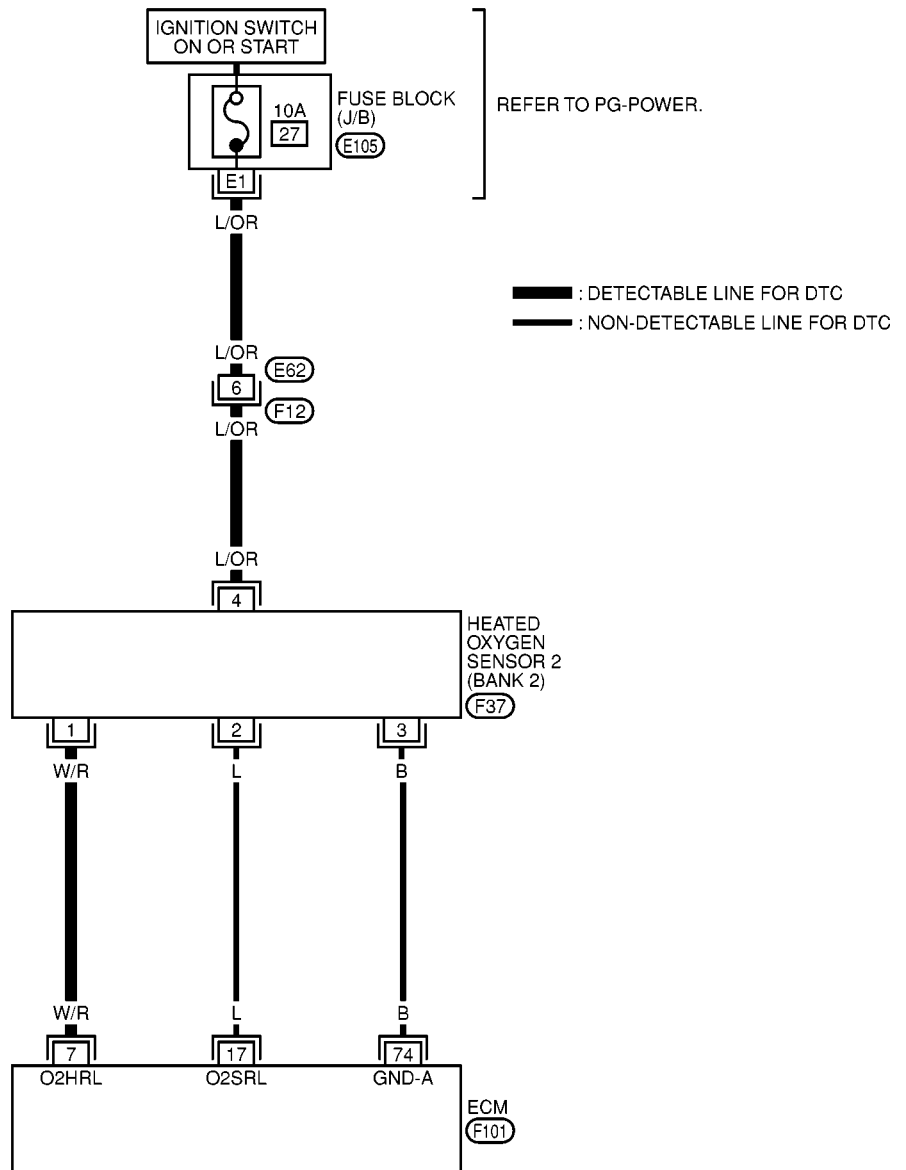 IGNITION SWITCH
ON OR START
FUSE BLOCK
(J/B)
10A
27
E105
REFER TO PG-POWER.
E1
L/OR
: DETECTABLE LINE FOR DTC
: NON-DETECTABLE LINE FOR DTC
L/OR
E62
6
F12
L/OR
L/OR
4
HEATED
OXYGEN
SENSOR 2
(BANK 2)
F37
1 2 3
W/R L B
W/R L B
7 17 74
O2HRL O2SRL GND-A
ECM
F101